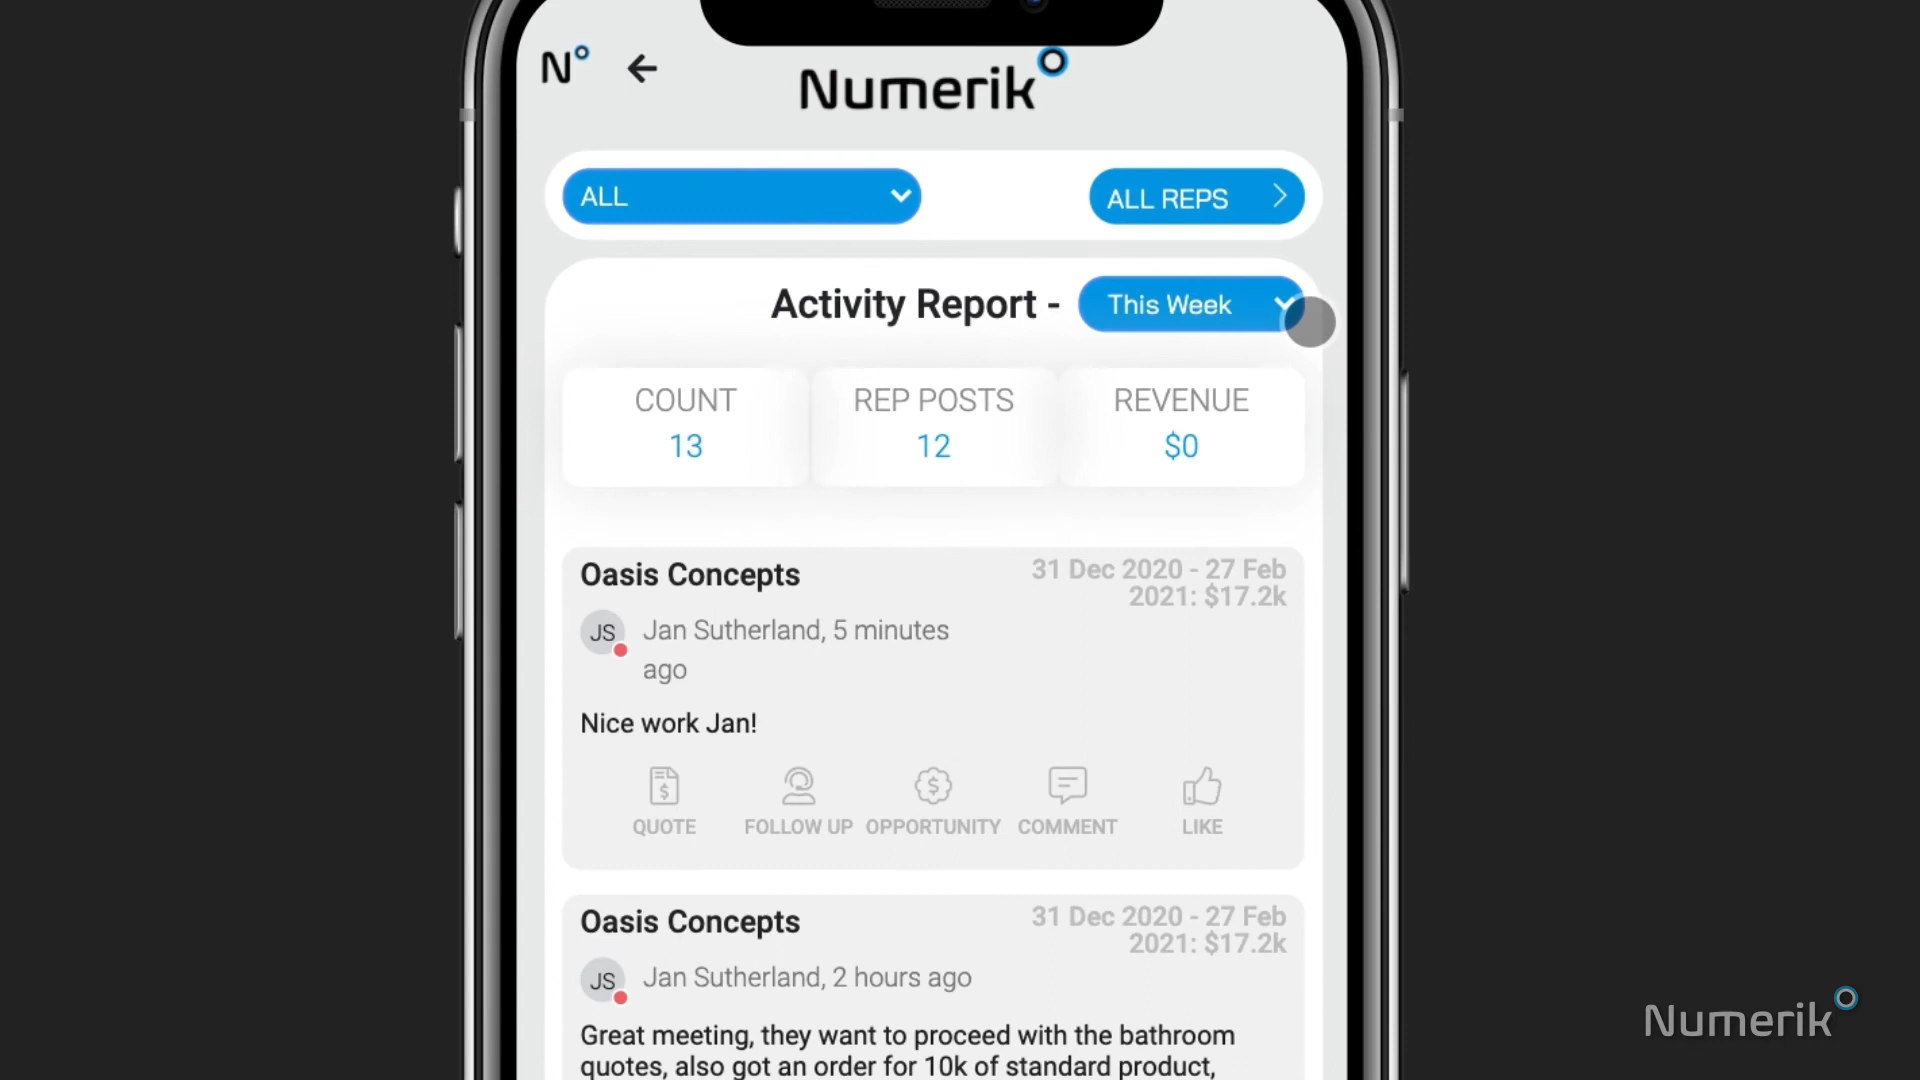 N°
Numerik
ALL
ALL REPS
Activity Report -
This Week
COUNT
REP POSTS
REVENUE
13
12
$0
Oasis Concepts
31 Dec 2020 - 27 Feb
2021: $17.2k
JS
Jan Sutherland, 5 minutes
ago
Nice work Jan!
QUOTE
FOLLOW UP
OPPORTUNITY
COMMENT
LIKE
Oasis Concepts
31 Dec 2020 - 27 Feb
2021: $17.2k
JS
Jan Sutherland, 2 hours ago
Great meeting, they want to proceed with the bathroom
quotes, also got an order for 10k of standard product,
Numerik